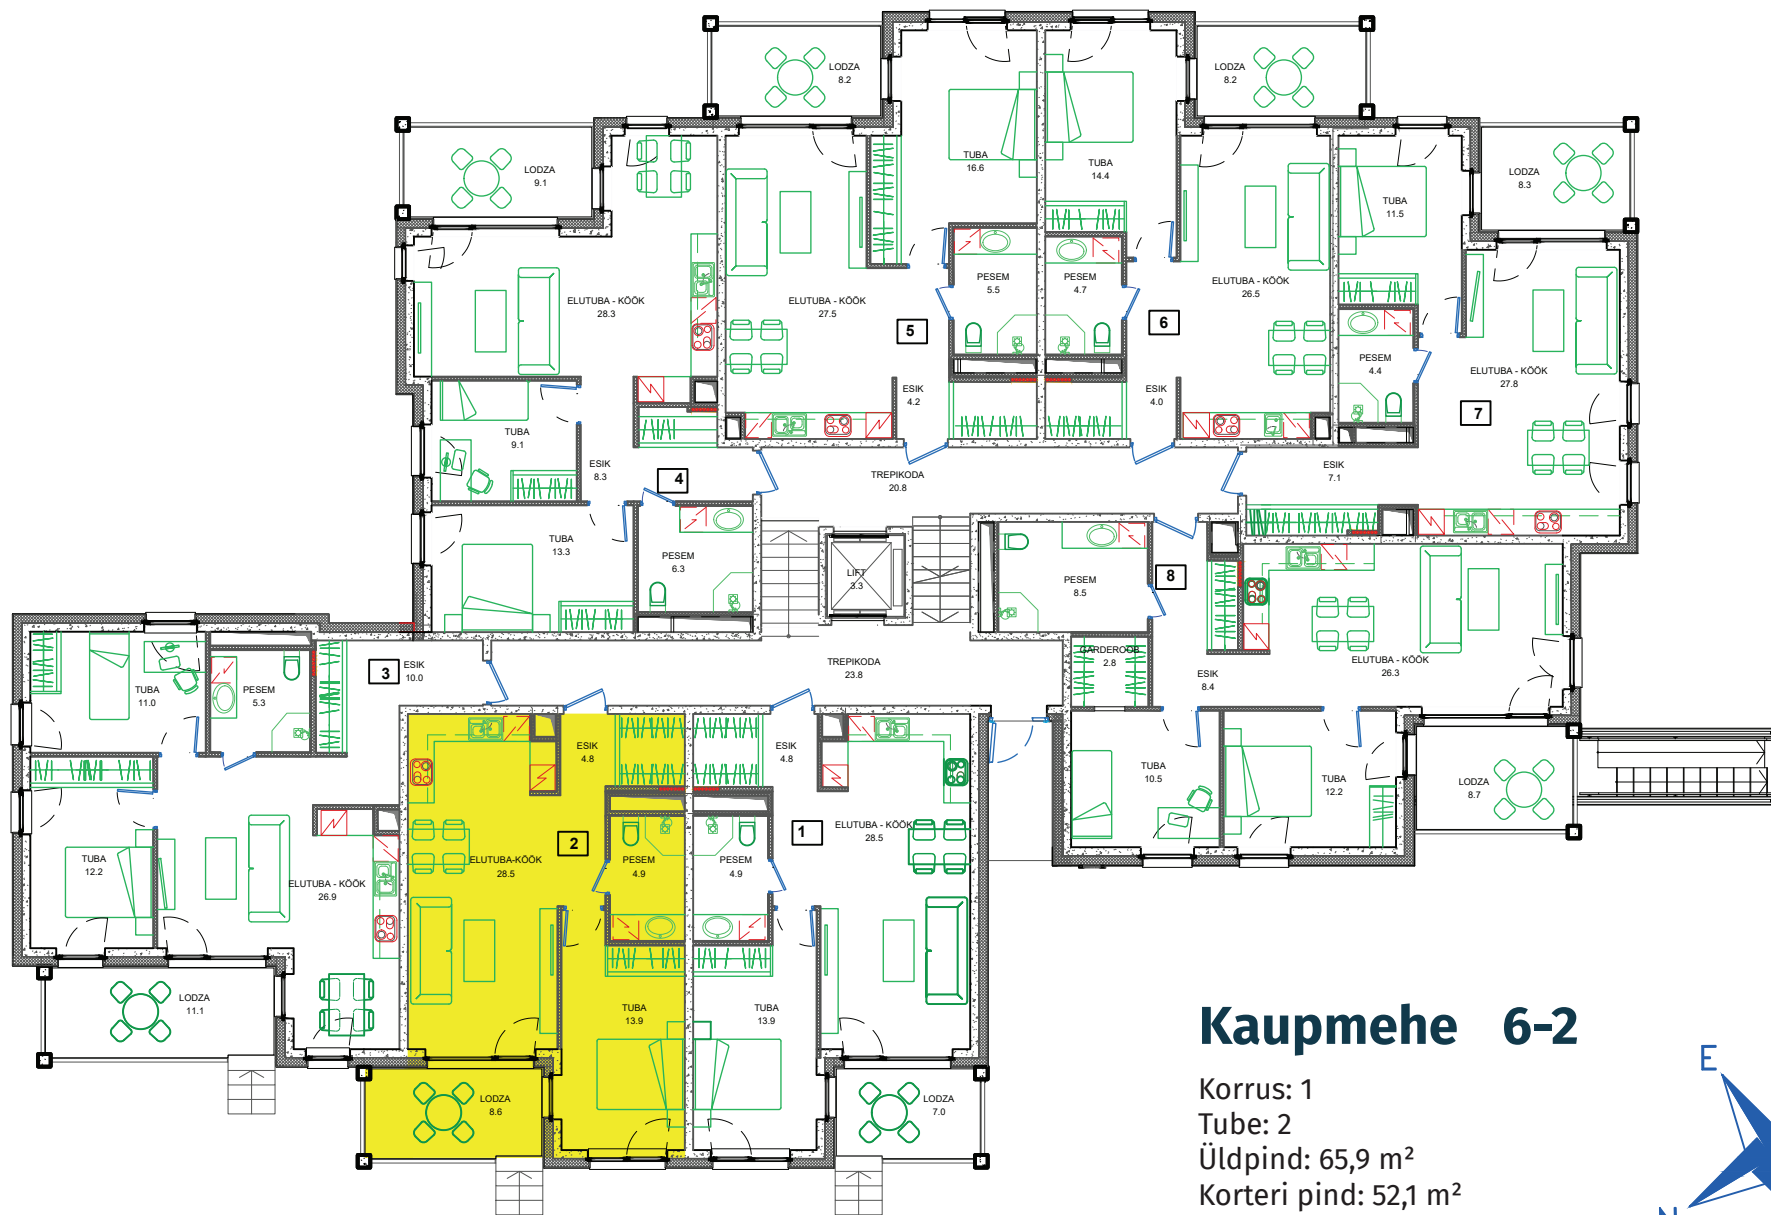 LODZA
8.2
LODZA
8.2
LODZA
9.1
TUBA
16.6
TUBA
14.4
TUBA
11.5
LODZA
8.3
ELUTUBA - KÖÖK
28.3
ELUTUBA - KÖÖK
27.5
PESEM
5.5
PESEM
4.7
ELUTUBA - KÖÖK
26.5
5
6
PESEM
4.4
ELUTUBA - KÖÖK
27.8
7
ESIK
4.2
ESIK
4.0
TUBA
9.1
ESIK
8.3
4
TREPIKODA
20.8
ESIK
7.1
TUBA
13.3
PESEM
6.3
LIFT
3.3
PESEM
8.5
8
GARDEROOB
2.8
ELUTUBA - KÖÖK
26.3
ESIK
8.4
3
ESIK
10.0
TREPIKODA
23.8
TUBA
11.0
PESEM
5.3
ESIK
4.8
ESIK
4.8
TUBA
10.5
TUBA
12.2
LODZA
8.7
TUBA
12.2
ELUTUBA - KÖÖK
26.9
ELUTUBA-KÖÖK
28.5
2
PESEM
4.9
PESEM
4.9
1
ELUTUBA - KÖÖK
28.5
LODZA
11.1
TUBA
13.9
TUBA
13.9
LODZA
8.6
LODZA
7.0
Kaupmehe 6-2
Korrus: 1
Tube: 2
Üldpind: 65,9 m²
Korteri pind: 52,1 m²
E
N